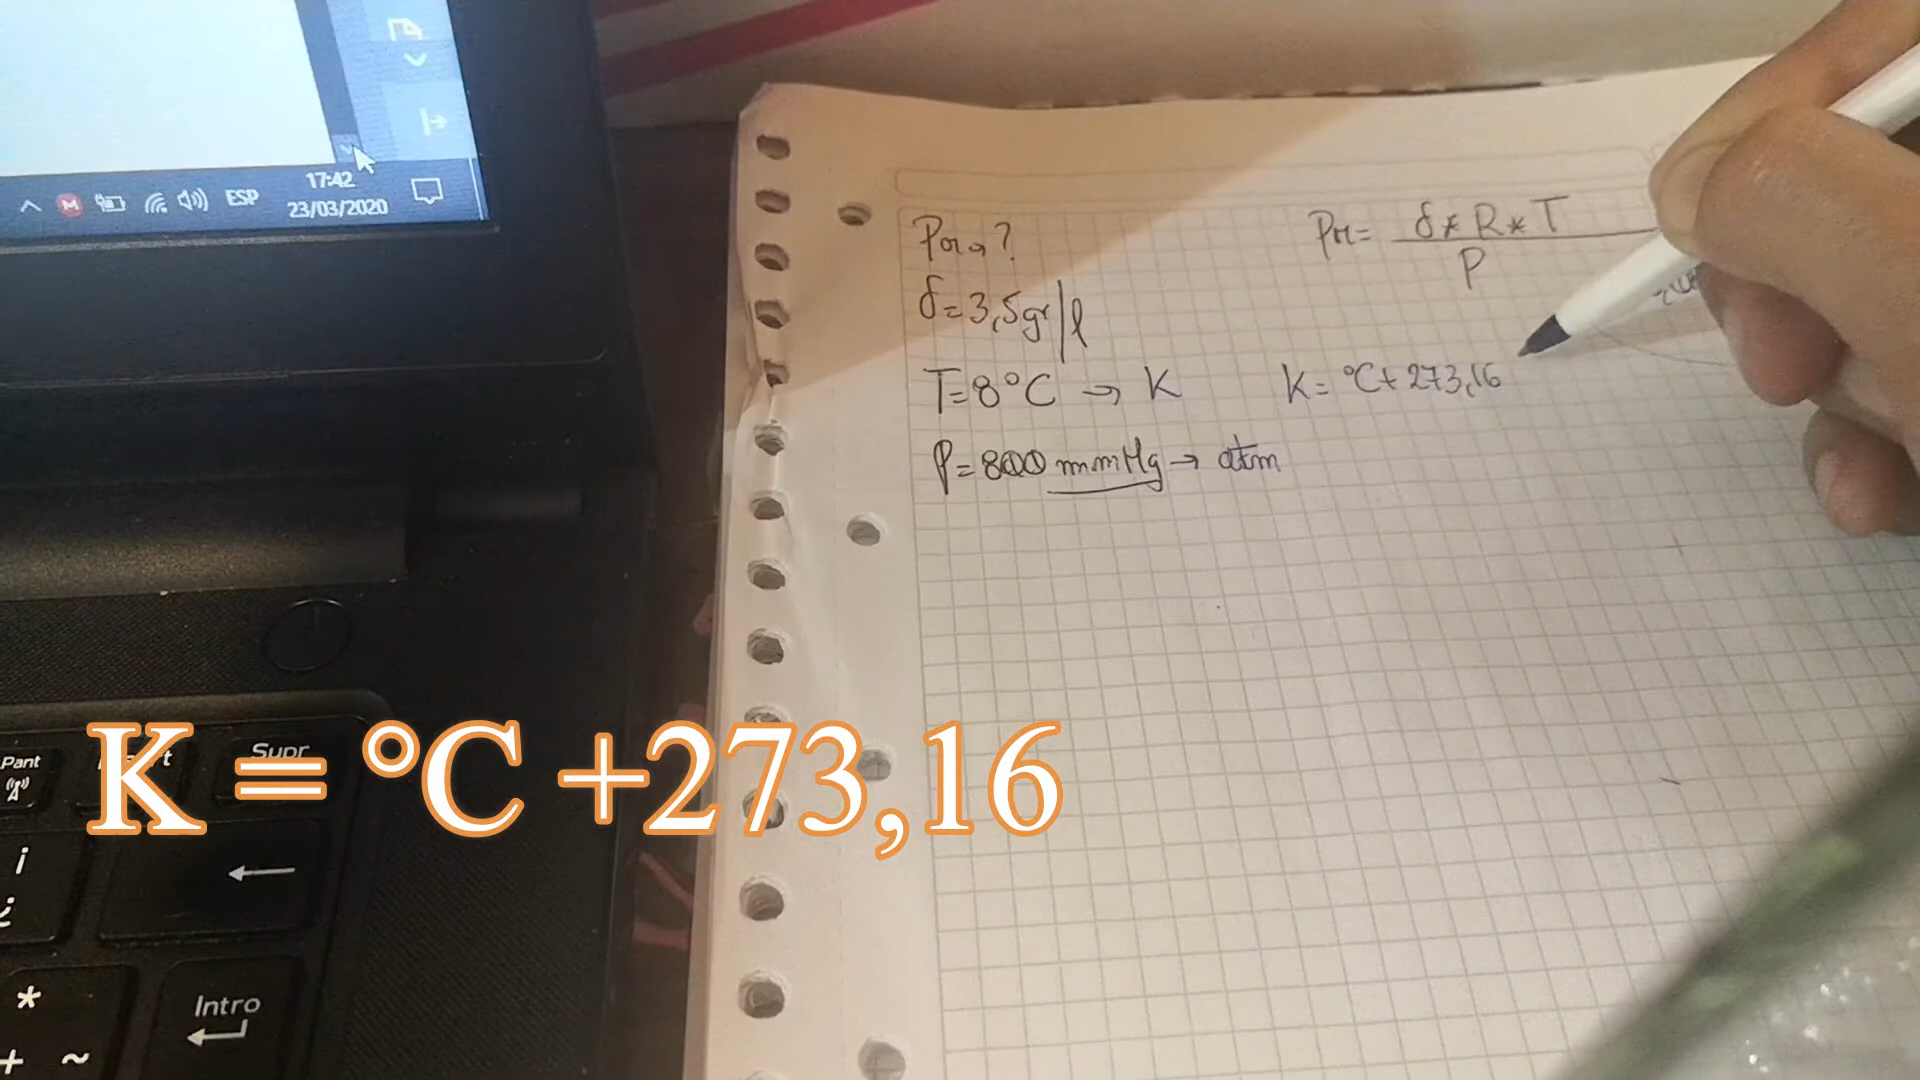 17:42
ESP
23/03/2020
δ = 3,5gr/l
T = 8°C → K
P = 800 mmHg → atm
PM = δ * R * T
P
K = °C + 273,16
K = °C +273,16
Pant
Supr
Intro